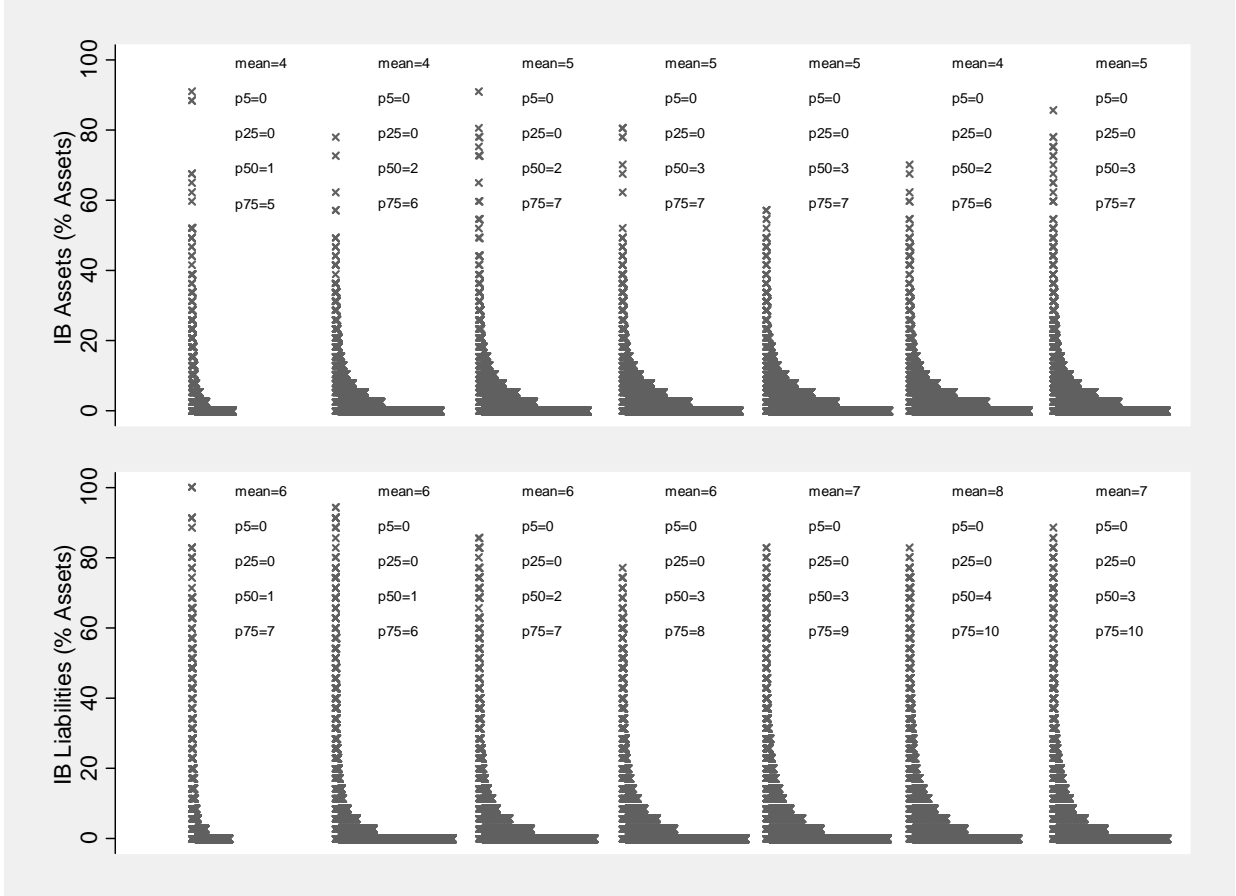 IB Assets (% Assets)
100
80
60
40
20
0
mean=4 mean=4 mean=5 mean=5 mean=5 mean=4 mean=5
p5=0 p5=0 p5=0 p5=0 p5=0 p5=0 p5=0
p25=0 p25=0 p25=0 p25=0 p25=0 p25=0 p25=0
p50=1 p50=2 p50=2 p50=3 p50=3 p50=2 p50=3
p75=5 p75=6 p75=7 p75=7 p75=7 p75=6 p75=7
IB Liabilities (% Assets)
100
80
60
40
20
0
mean=6 mean=6 mean=6 mean=6 mean=7 mean=8 mean=7
p5=0 p5=0 p5=0 p5=0 p5=0 p5=0 p5=0
p25=0 p25=0 p25=0 p25=0 p25=0 p25=0 p25=0
p50=1 p50=1 p50=2 p50=3 p50=3 p50=4 p50=3
p75=7 p75=6 p75=7 p75=8 p75=9 p75=10 p75=10